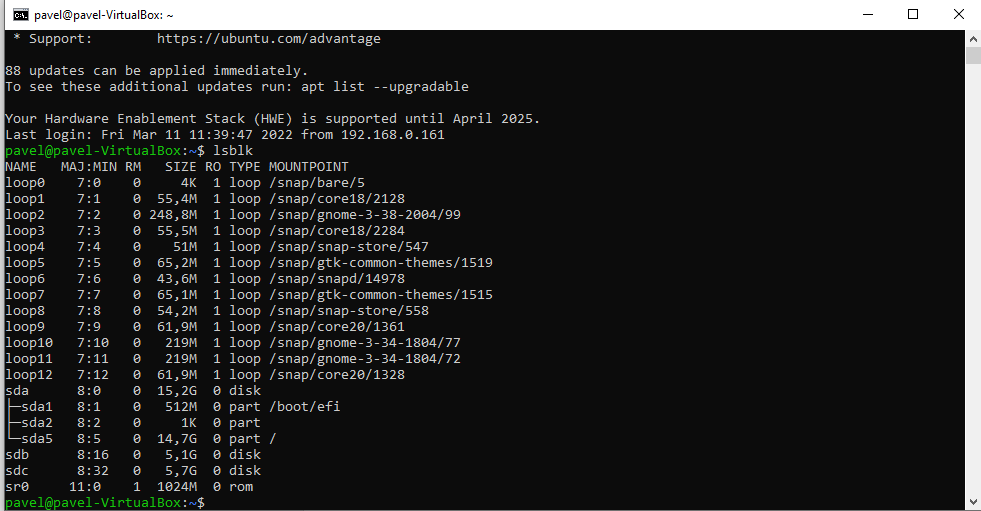 pavel@pavel-VirtualBox: ~
 * Support:        https://ubuntu.com/advantage
88 updates can be applied immediately.
To see these additional updates run: apt list --upgradable
Your Hardware Enablement Stack (HWE) is supported until April 2025.
Last login: Fri Mar 11 11:39:47 2022 from 192.168.0.161
pavel@pavel-VirtualBox:~$ lsblk
NAME   MAJ:MIN RM   SIZE RO TYPE MOUNTPOINT
loop0    7:0    0     4K  1 loop /snap/bare/5
loop1    7:1    0  55,4M  1 loop /snap/core18/2128
loop2    7:2    0 248,8M  1 loop /snap/gnome-3-38-2004/99
loop3    7:3    0  55,5M  1 loop /snap/core18/2284
loop4    7:4    0    51M  1 loop /snap/snap-store/547
loop5    7:5    0  65,2M  1 loop /snap/gtk-common-themes/1519
loop6    7:6    0  43,6M  1 loop /snap/snapd/14978
loop7    7:7    0  65,1M  1 loop /snap/gtk-common-themes/1515
loop8    7:8    0  54,2M  1 loop /snap/snap-store/558
loop9    7:9    0  61,9M  1 loop /snap/core20/1361
loop10   7:10   0   219M  1 loop /snap/gnome-3-34-1804/77
loop11   7:11   0   219M  1 loop /snap/gnome-3-34-1804/72
loop12   7:12   0  61,9M  1 loop /snap/core20/1328
sda      8:0    0  15,2G  0 disk
├─sda1   8:1    0   512M  0 part /boot/efi
├─sda2   8:2    0     1K  0 part
└─sda5   8:5    0  14,7G  0 part /
sdb      8:16   0   5,1G  0 disk
sdc      8:32   0   5,7G  0 disk
sr0     11:0    1  1024M  0 rom
pavel@pavel-VirtualBox:~$